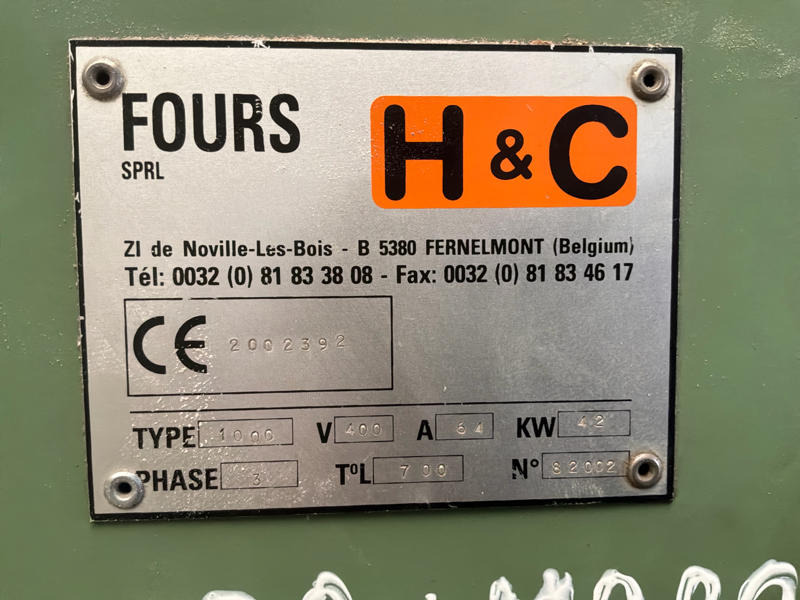 FOURS
SPRL
H & C
ZI de Noville-Les-Bois - B 5380 FERNELMONT (Belgium)
Tél: 0032 (0) 81 83 38 08 - Fax: 0032 (0) 81 83 46 17
CE 2002392
TYPE 1000 V 400 A 64 KW 42
PHASE 3 T°L 700 N° 82002